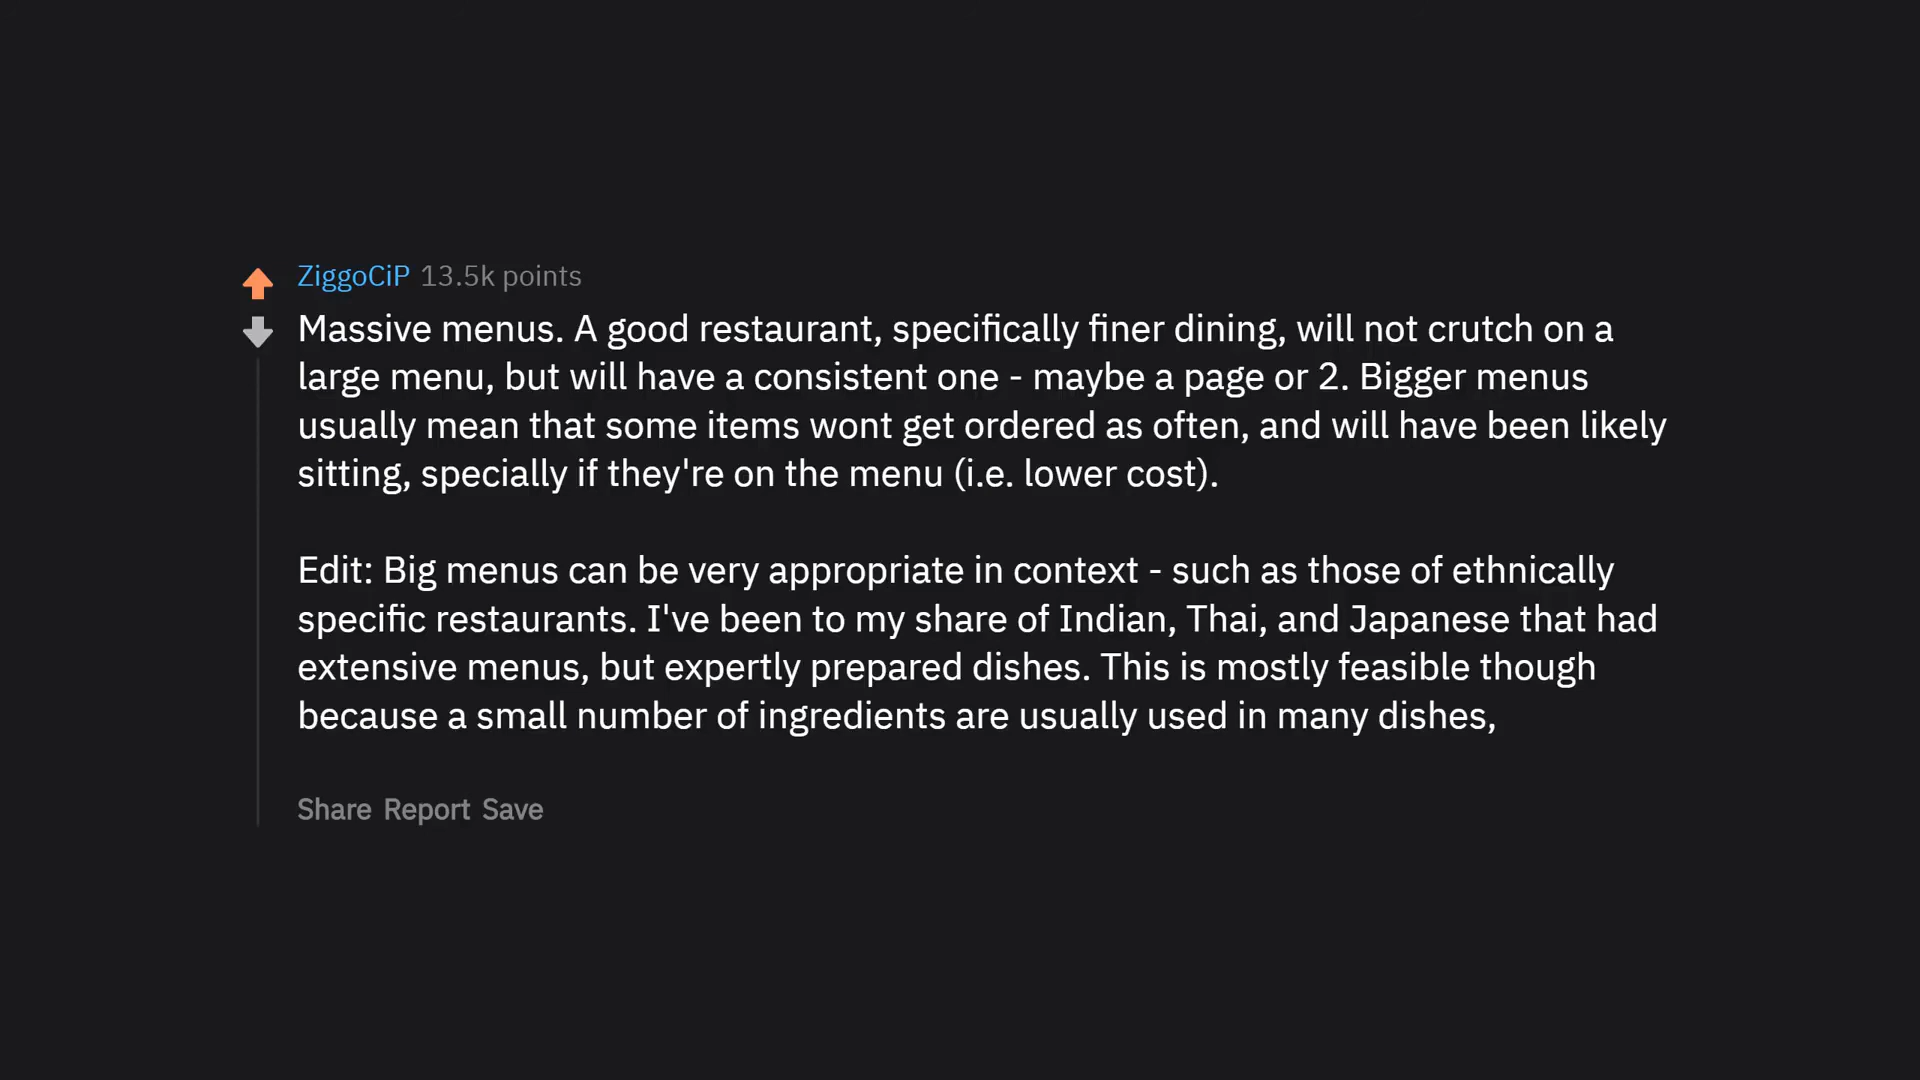 ZiggoCiP 13.5k points
Massive menus. A good restaurant, specifically finer dining, will not crutch on a
large menu, but will have a consistent one - maybe a page or 2. Bigger menus
usually mean that some items wont get ordered as often, and will have been likely
sitting, specially if they're on the menu (i.e. lower cost).
Edit: Big menus can be very appropriate in context - such as those of ethnically
specific restaurants. I've been to my share of Indian, Thai, and Japanese that had
extensive menus, but expertly prepared dishes. This is mostly feasible though
because a small number of ingredients are usually used in many dishes,
Share Report Save